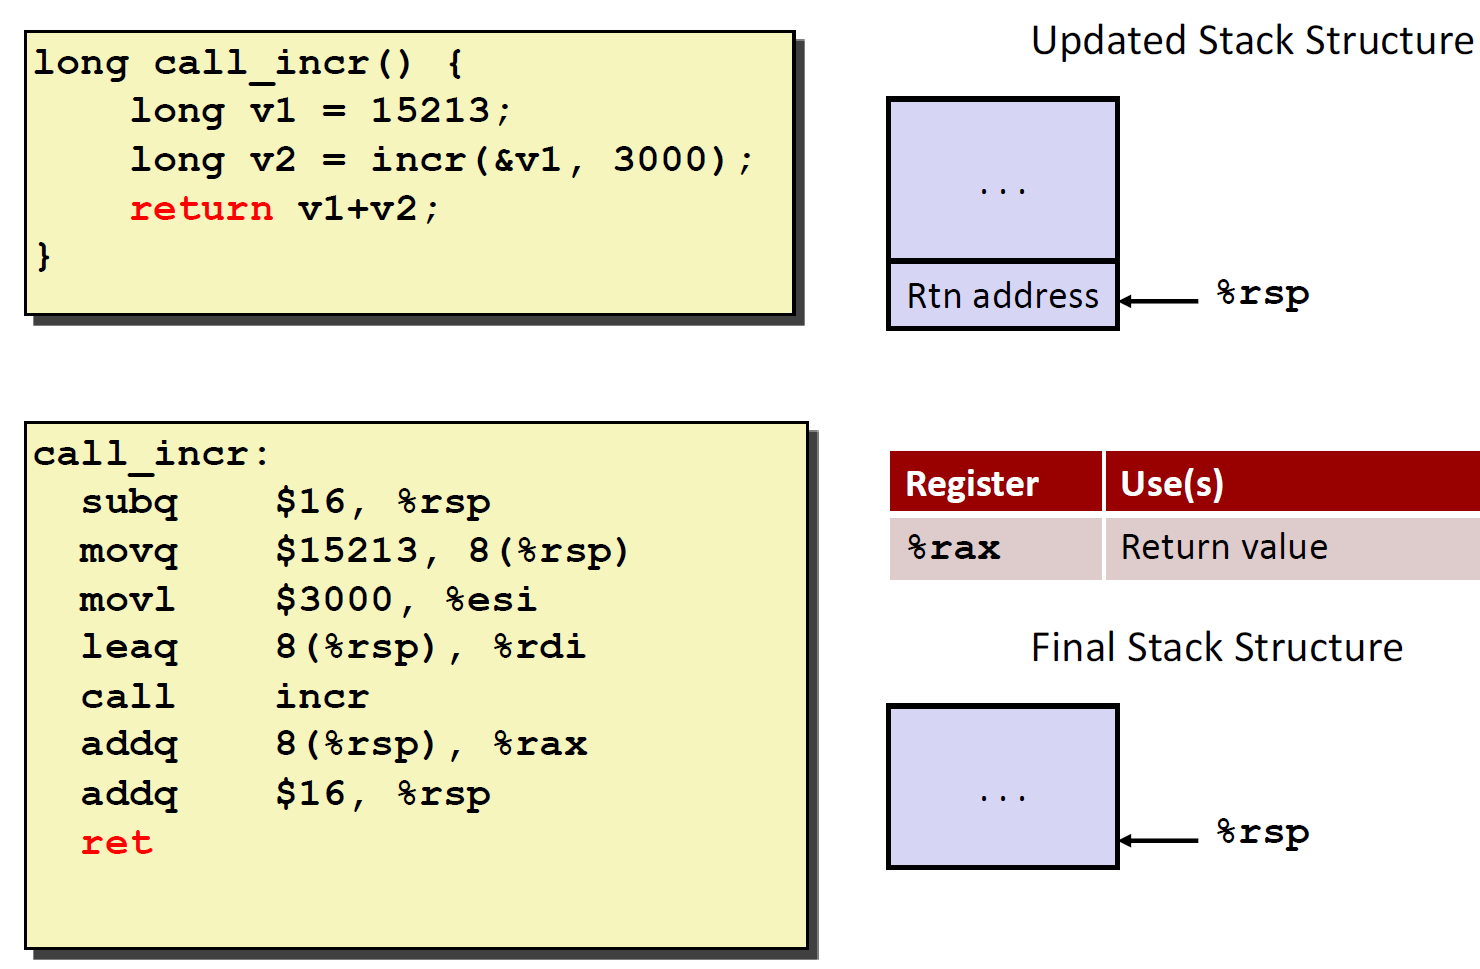 long call_incr() {
    long v1 = 15213;
    long v2 = incr(&v1, 3000);
    return v1+v2;
}
Updated Stack Structure
...
Rtn address
%rsp
call_incr:
  subq    $16, %rsp
  movq    $15213, 8(%rsp)
  movl    $3000, %esi
  leaq    8(%rsp), %rdi
  call    incr
  addq    8(%rsp), %rax
  addq    $16, %rsp
  ret
Register Use(s)
%rax Return value
Final Stack Structure
...
%rsp